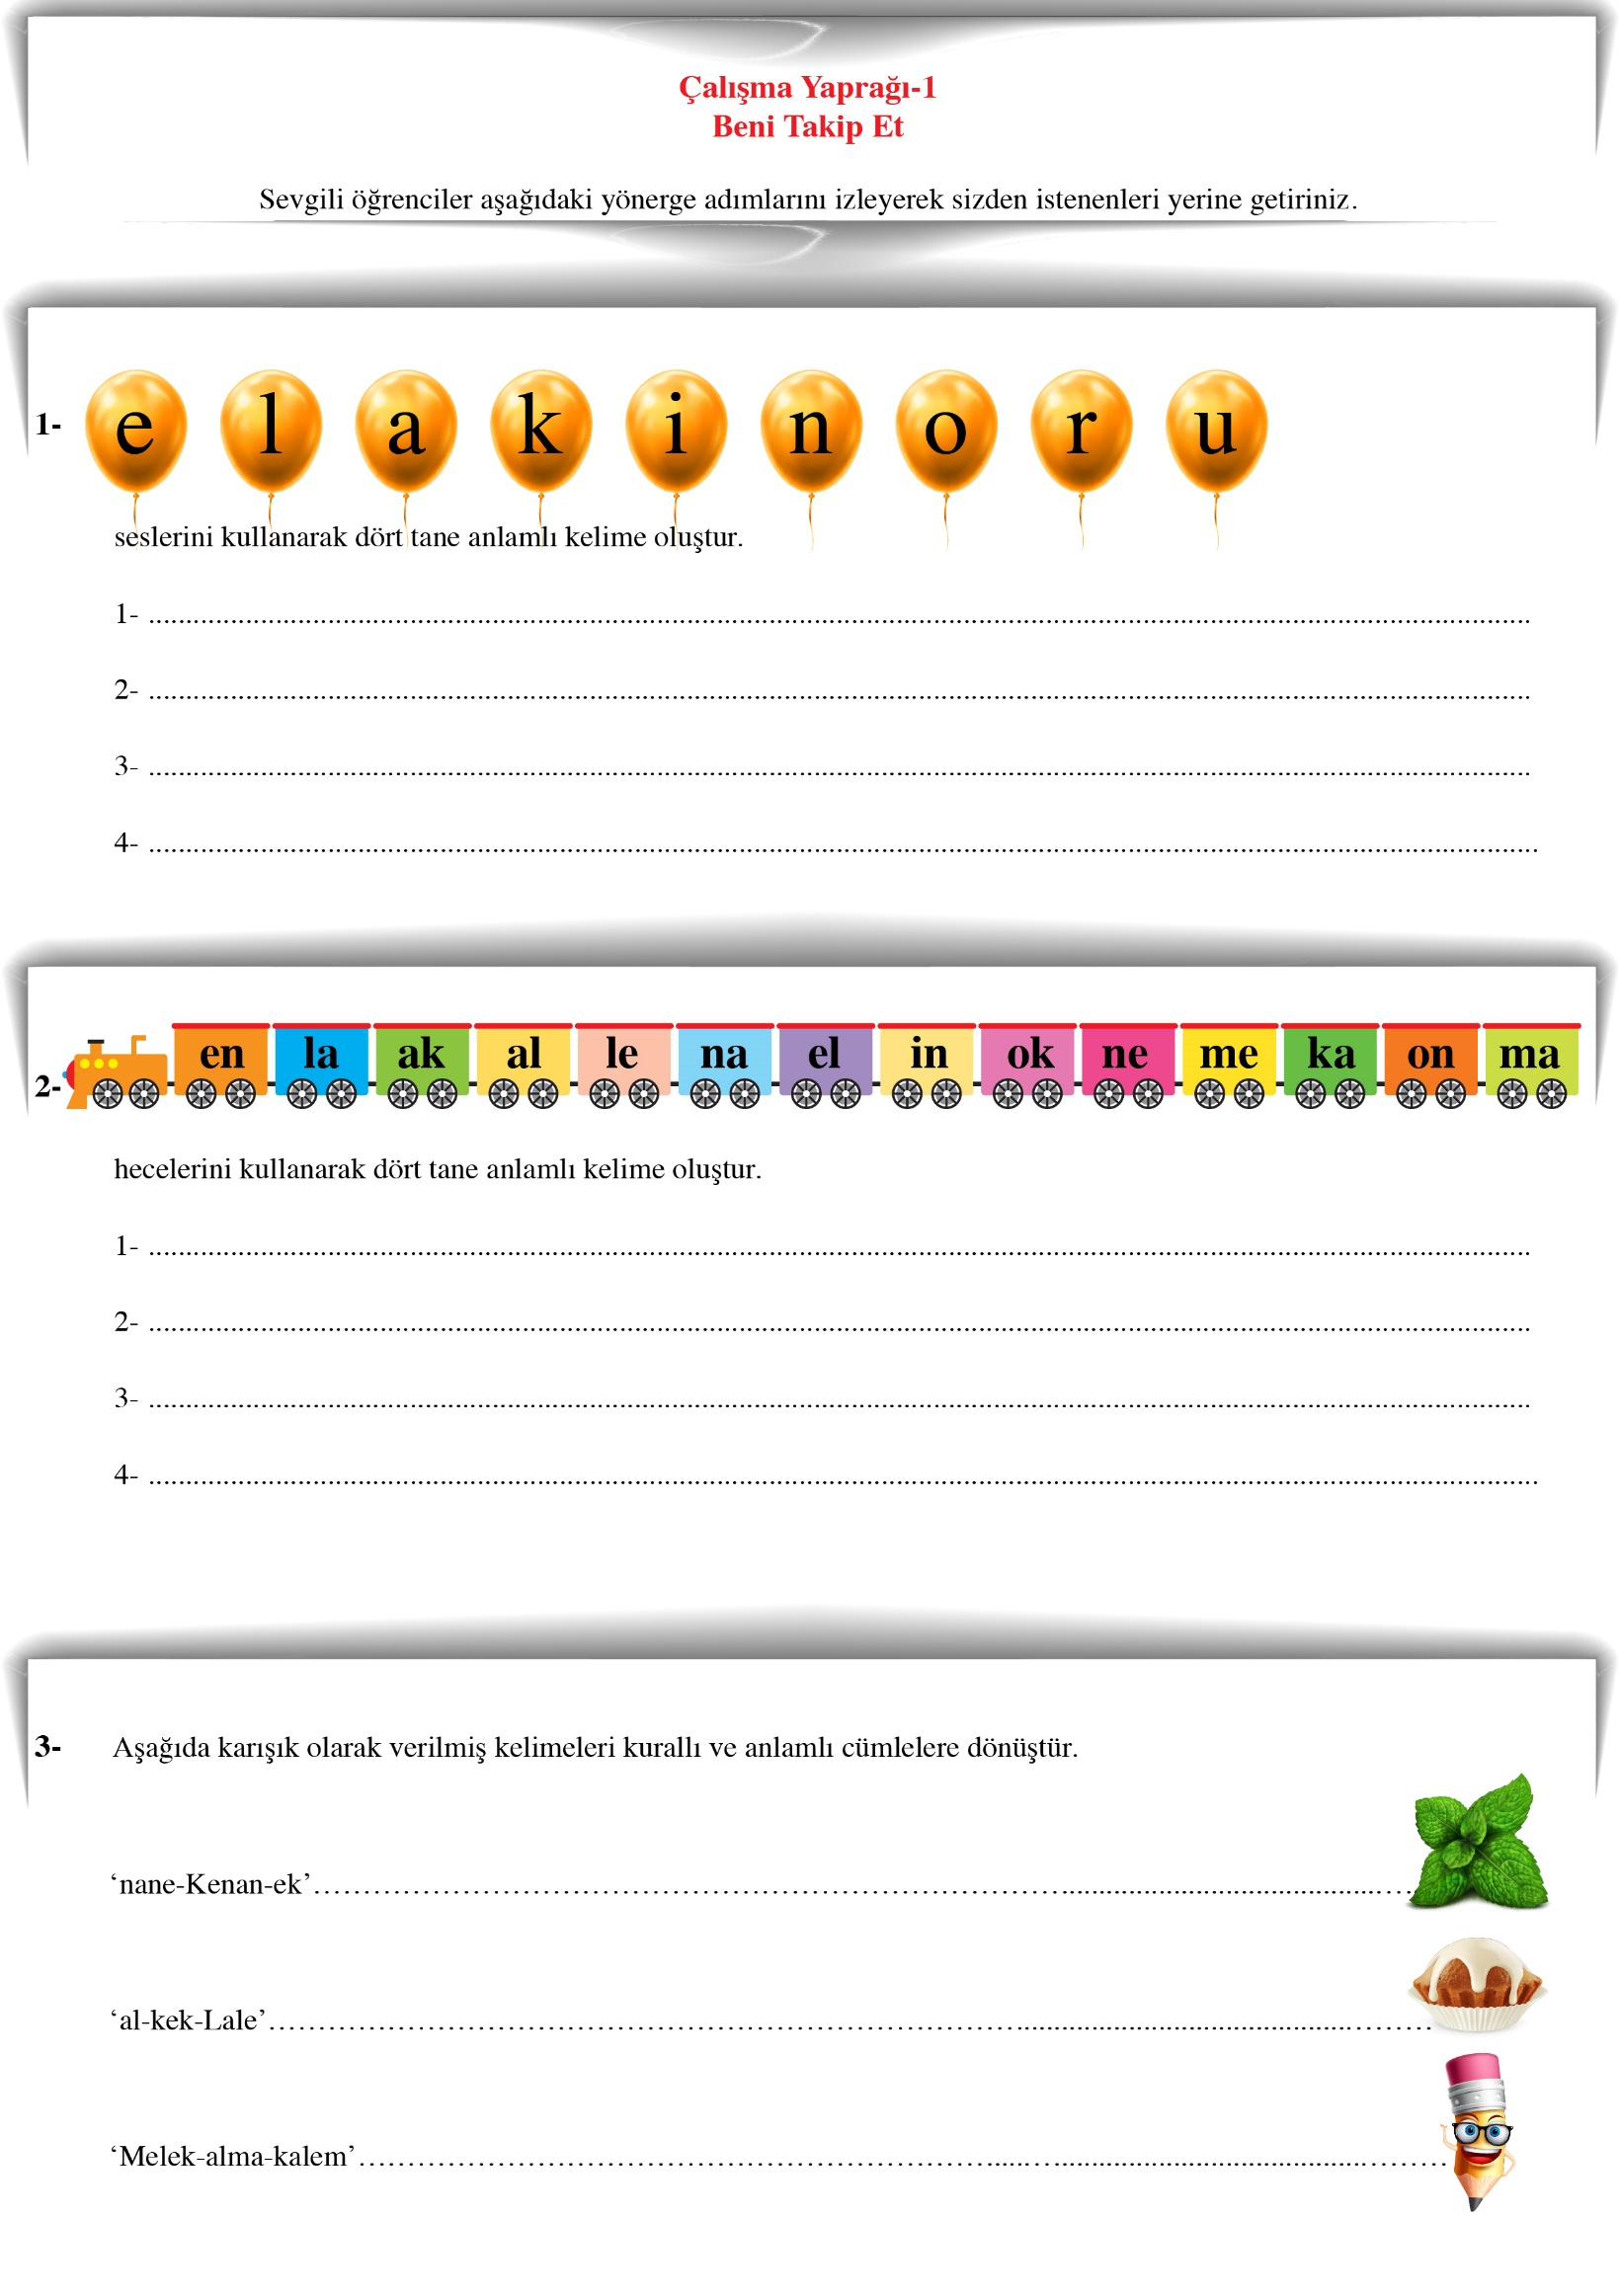 Çalışma Yaprağı-1
Beni Takip Et
Sevgili öğrenciler aşağıdaki yönerge adımlarını izleyerek sizden istenenleri yerine getiriniz.
1- e l a k i n o r u
seslerini kullanarak dört tane anlamlı kelime oluştur.
1- ....................................................................................
2- ....................................................................................
3- ....................................................................................
4- ....................................................................................
2- en la ak al le na el in ok ne me ka on ma
hecelerini kullanarak dört tane anlamlı kelime oluştur.
1- ....................................................................................
2- ....................................................................................
3- ....................................................................................
4- ....................................................................................
3- Aşağıda karışık olarak verilmiş kelimeleri kurallı ve anlamlı cümlelere dönüştür.
‘nane-Kenan-ek’....................................................................................
‘al-kek-Lale’....................................................................................
‘Melek-alma-kalem’....................................................................................